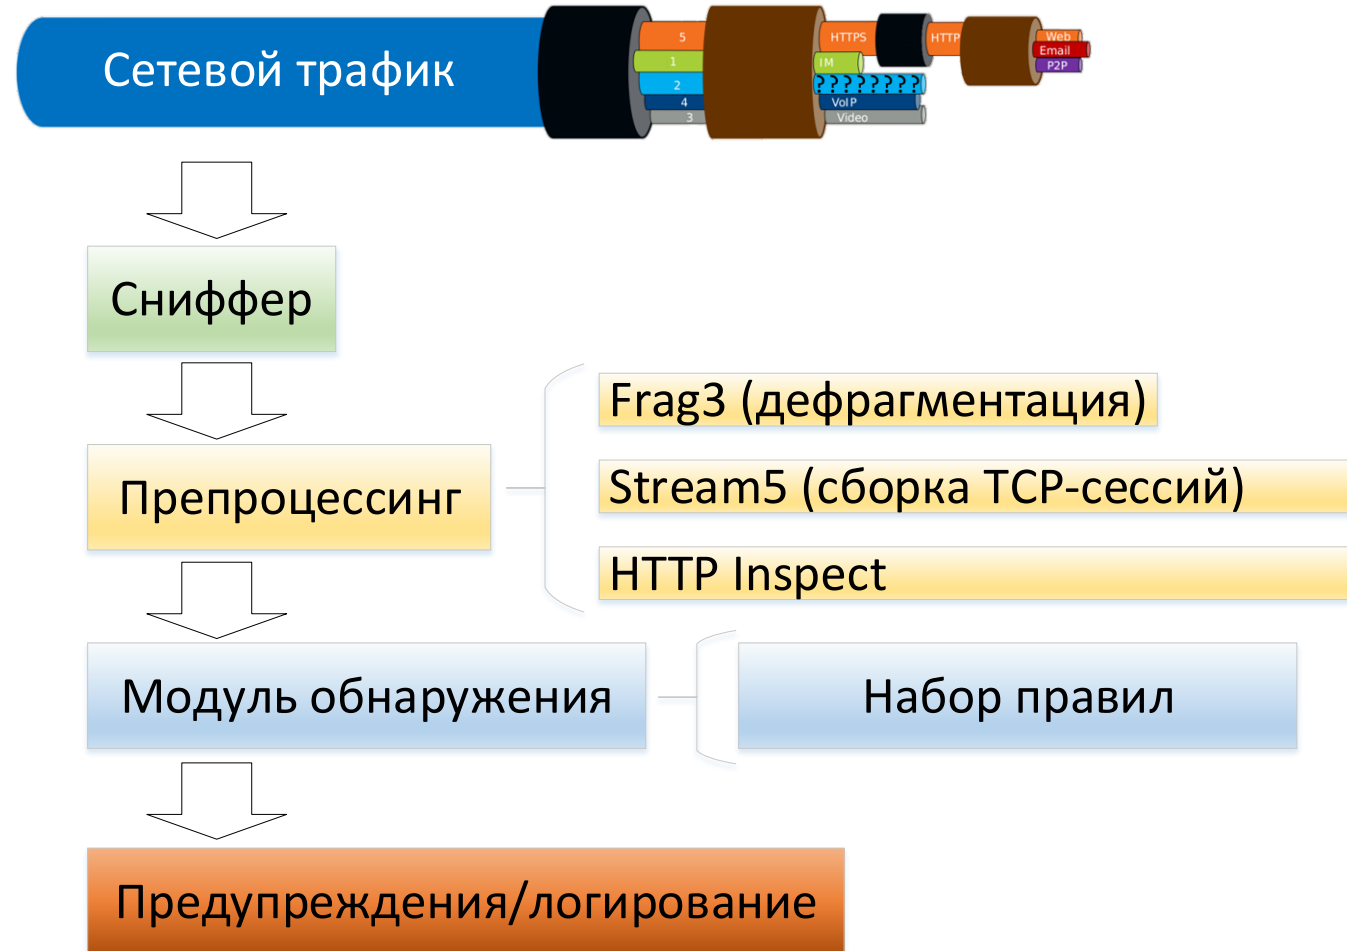 Сетевой трафик
5
1
2
4
3
HTTPS
IM
????????
VoIP
Video
HTTP
Web
Email
P2P
Сниффер
Препроцессинг
Frag3 (дефрагментация)
Stream5 (сборка TCP-сессий)
HTTP Inspect
Модуль обнаружения
Набор правил
Предупреждения/логирование